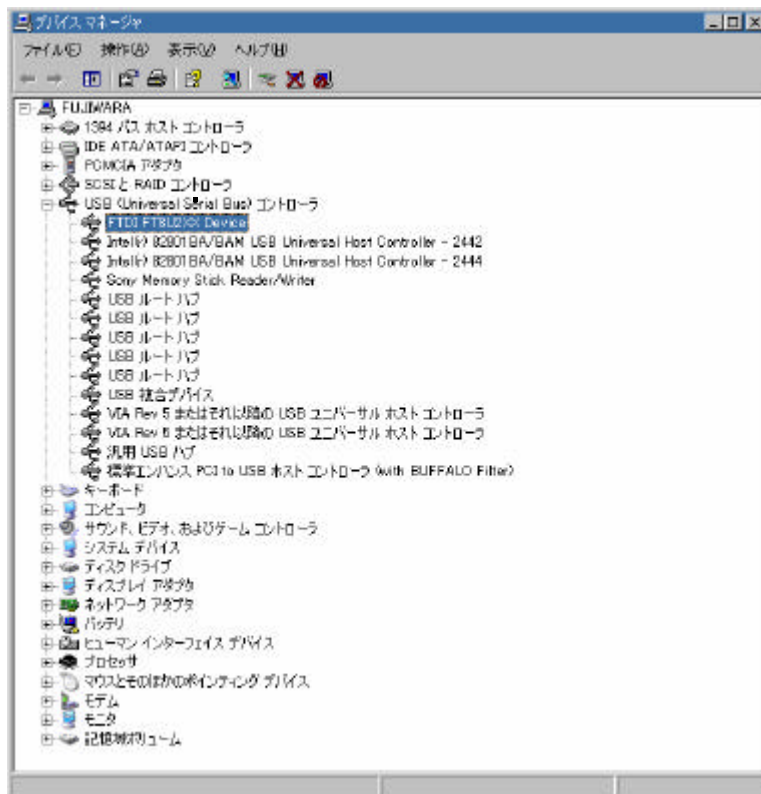 デバイス マネージャ
ファイル(F) 操作(A) 表示(V) ヘルプ(H)
FUJIWARA
1394 バス ホスト コントローラ
IDE ATA/ATAPI コントローラ
PCMCIA アダプタ
SCSI と RAID コントローラ
USB (Universal Serial Bus) コントローラ
FTDI FT8U2XX Device
Intel(r) 82801BA/BAM USB Universal Host Controller - 2442
Intel(r) 82801BA/BAM USB Universal Host Controller - 2444
Sony Memory Stick Reader/Writer
USB ルート ハブ
USB ルート ハブ
USB ルート ハブ
USB ルート ハブ
USB ルート ハブ
USB 複合デバイス
VIA Rev 5 またはそれ以降の USB ユニバーサル ホスト コントローラ
VIA Rev 5 またはそれ以降の USB ユニバーサル ホスト コントローラ
汎用 USB ハブ
標準エンハンス PCI to USB ホスト コントローラ (with BUFFALO Filter)
キーボード
コンピュータ
サウンド、ビデオ、およびゲーム コントローラ
システム デバイス
ディスク ドライブ
ディスプレイ アダプタ
ネットワーク アダプタ
バッテリ
ヒューマン インターフェイス デバイス
プロセッサ
マウスとそのほかのポインティング デバイス
モデム
モニタ
記憶域ボリューム